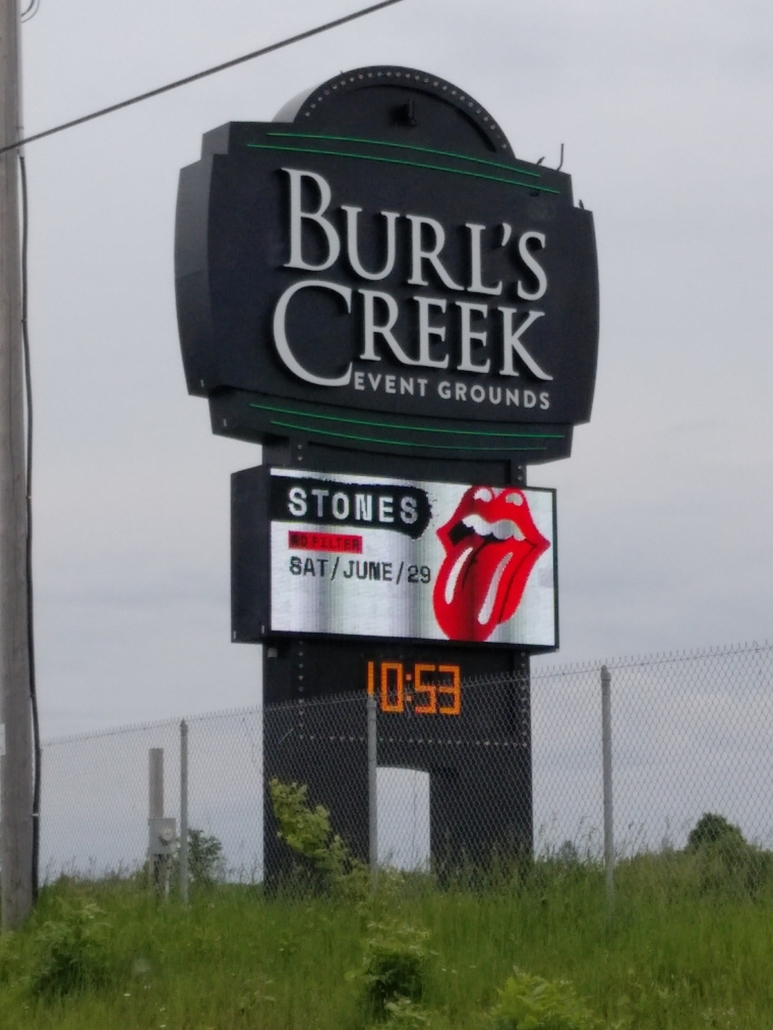 BURL'S
CREEK
EVENT GROUNDS
STONES
NO FILTER
SAT/JUNE/29
10:53